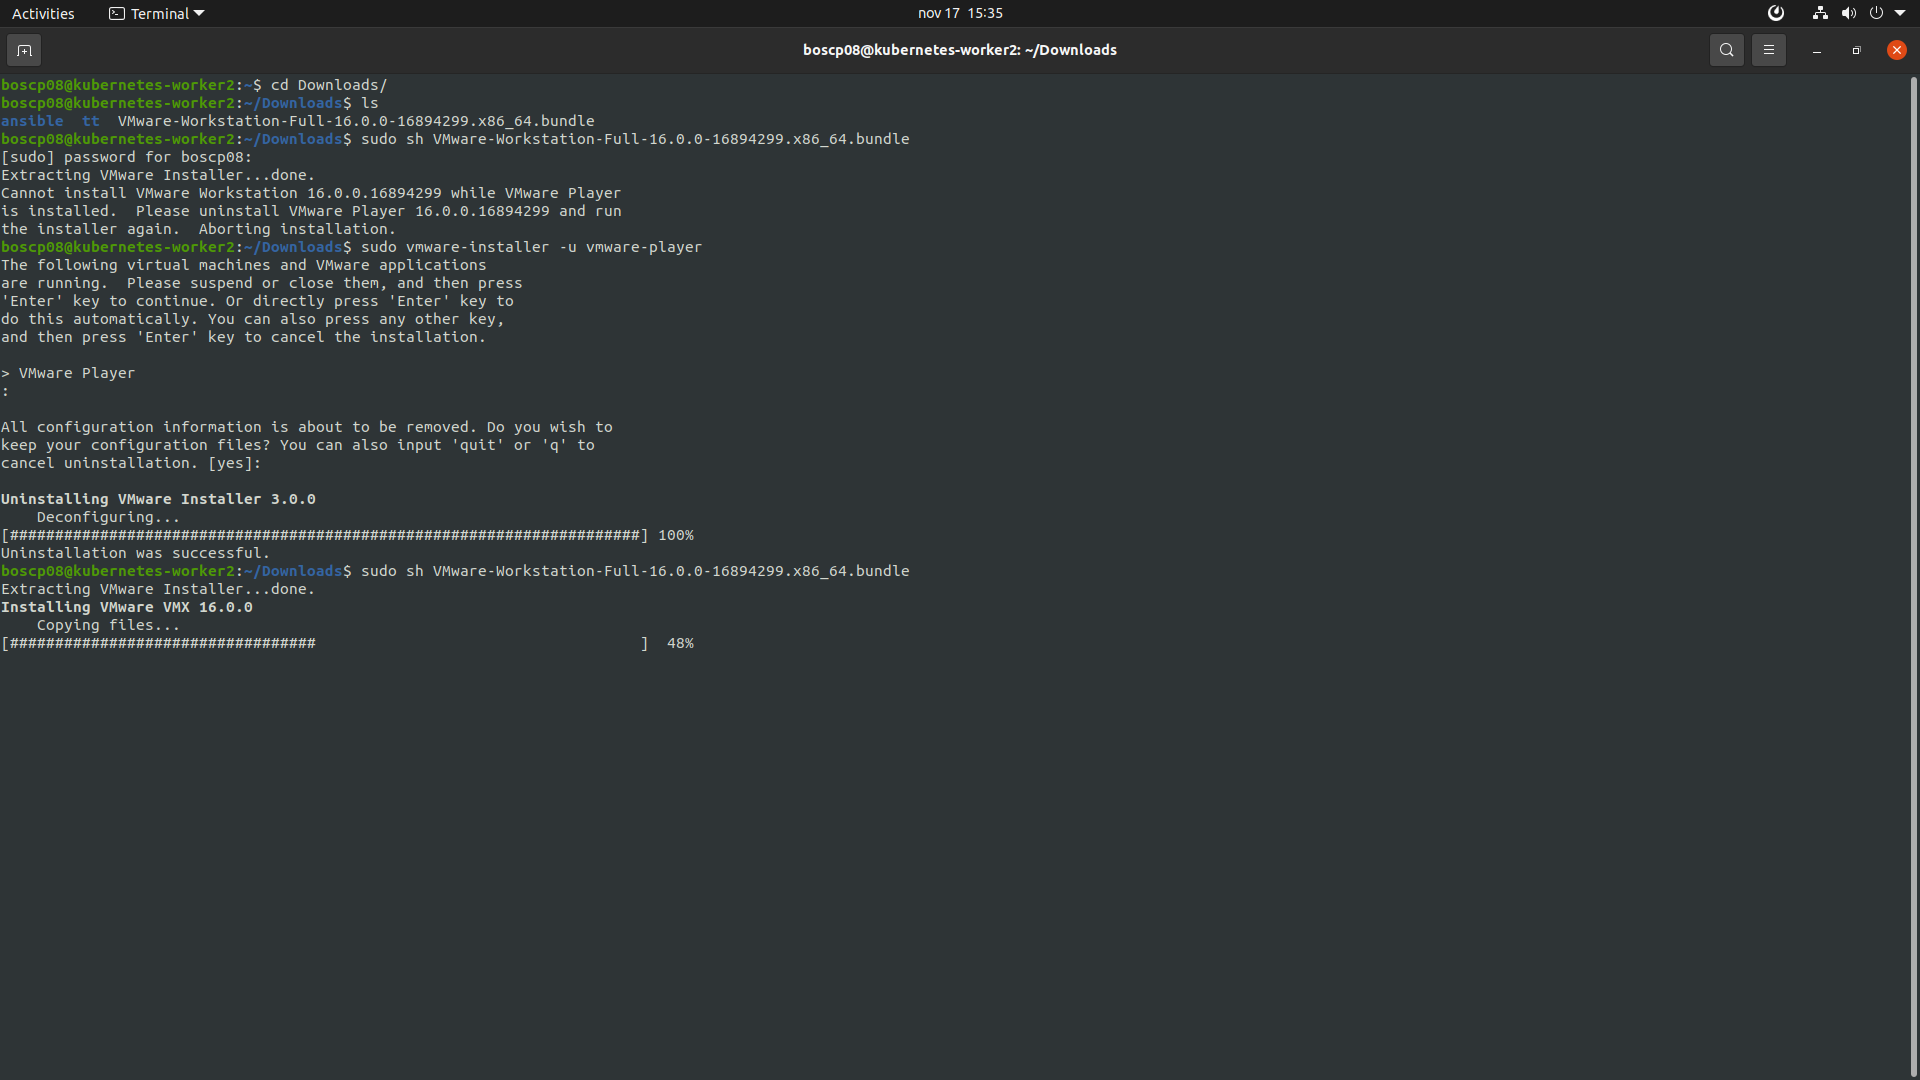 Activities Terminal nov 17 15:35
boscp08@kubernetes-worker2: ~/Downloads
boscp08@kubernetes-worker2:~$ cd Downloads/
boscp08@kubernetes-worker2:~/Downloads$ ls
ansible  tt  VMware-Workstation-Full-16.0.0-16894299.x86_64.bundle
boscp08@kubernetes-worker2:~/Downloads$ sudo sh VMware-Workstation-Full-16.0.0-16894299.x86_64.bundle
[sudo] password for boscp08:
Extracting VMware Installer...done.
Cannot install VMware Workstation 16.0.0.16894299 while VMware Player
is installed.  Please uninstall VMware Player 16.0.0.16894299 and run
the installer again.  Aborting installation.
boscp08@kubernetes-worker2:~/Downloads$ sudo vmware-installer -u vmware-player
The following virtual machines and VMware applications
are running.  Please suspend or close them, and then press
'Enter' key to continue. Or directly press 'Enter' key to
do this automatically. You can also press any other key,
and then press 'Enter' key to cancel the installation.

> VMware Player
:

All configuration information is about to be removed. Do you wish to
keep your configuration files? You can also input 'quit' or 'q' to
cancel uninstallation. [yes]:

Uninstalling VMware Installer 3.0.0
    Deconfiguring...
[######################################################################] 100%
Uninstallation was successful.
boscp08@kubernetes-worker2:~/Downloads$ sudo sh VMware-Workstation-Full-16.0.0-16894299.x86_64.bundle
Extracting VMware Installer...done.
Installing VMware VMX 16.0.0
    Copying files...
[##################################                                    ]  48%